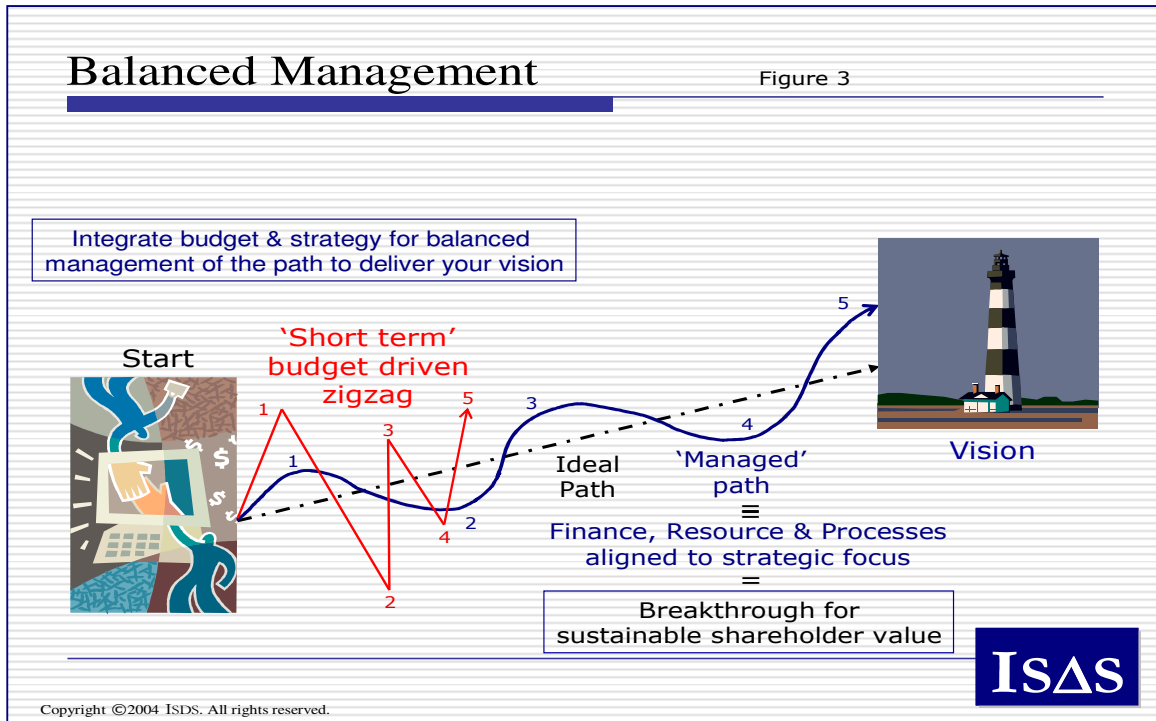 Balanced Management
Figure 3
Integrate budget & strategy for balanced
management of the path to deliver your vision
Start
‘Short term’
budget driven
zigzag
1
2
3
4
5
1
2
3
4
5
$
$
$
$
Ideal
Path
‘Managed’
path
≡
Finance, Resource & Processes
aligned to strategic focus
=
Breakthrough for
sustainable shareholder value
Vision
ISΔS
Copyright ©2004 ISDS. All rights reserved.